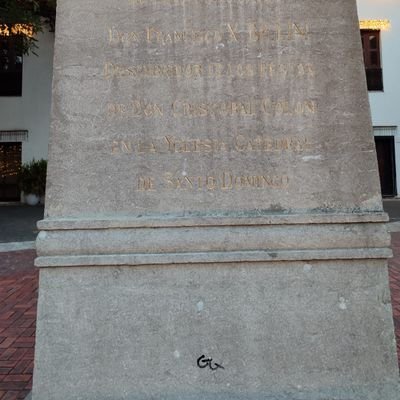 DON FRANCISCO X. BILLINI
DESCUBRIDOR DE LOS RESTOS
DE DON CRISTOBAL COLON
EN LA YGLESIA CATEDRAL
DE SANTO DOMINGO